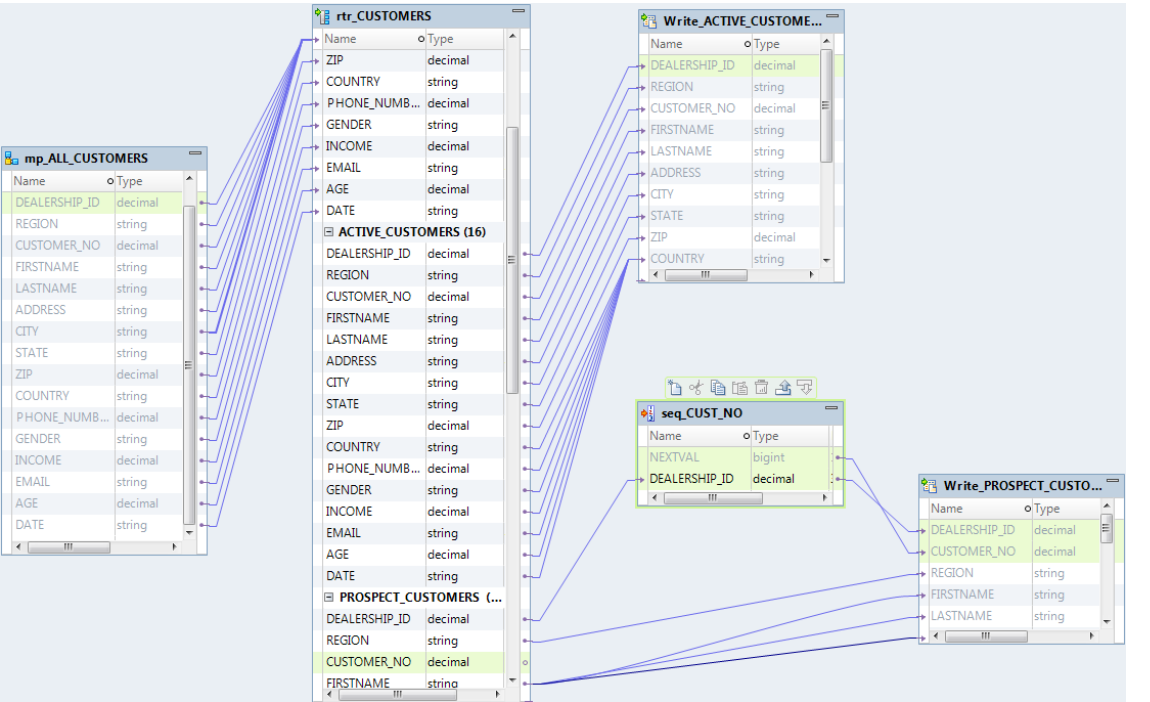 mp_ALL_CUSTOMERS
Name Type
DEALERSHIP_ID decimal
REGION string
CUSTOMER_NO decimal
FIRSTNAME string
LASTNAME string
ADDRESS string
CITY string
STATE string
ZIP decimal
COUNTRY string
PHONE_NUMB... decimal
GENDER string
INCOME decimal
EMAIL string
AGE decimal
DATE string
rtr_CUSTOMERS
Name Type
ZIP decimal
COUNTRY string
PHONE_NUMB... decimal
GENDER string
INCOME decimal
EMAIL string
AGE decimal
DATE string
ACTIVE_CUSTOMERS (16)
DEALERSHIP_ID decimal
REGION string
CUSTOMER_NO decimal
FIRSTNAME string
LASTNAME string
ADDRESS string
CITY string
STATE string
ZIP decimal
COUNTRY string
PHONE_NUMB... decimal
GENDER string
INCOME decimal
EMAIL string
AGE decimal
DATE string
PROSPECT_CUSTOMERS (...
DEALERSHIP_ID decimal
REGION string
CUSTOMER_NO decimal
FIRSTNAME string
Write_ACTIVE_CUSTOME...
Name Type
DEALERSHIP_ID decimal
REGION string
CUSTOMER_NO decimal
FIRSTNAME string
LASTNAME string
ADDRESS string
CITY string
STATE string
ZIP decimal
COUNTRY string
seq_CUST_NO
Name Type
NEXTVAL bigint
DEALERSHIP_ID decimal
Write_PROSPECT_CUSTO...
Name Type
DEALERSHIP_ID decimal
CUSTOMER_NO decimal
REGION string
FIRSTNAME string
LASTNAME string